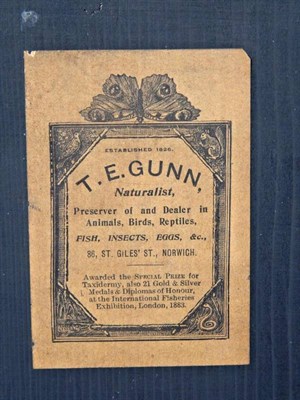 ESTABLISHED 1826.
T. E. GUNN,
Naturalist,
Preserver of and Dealer in
Animals, Birds, Reptiles,
FISH, INSECTS, EGGS, &c.,
86, ST. GILES' ST., NORWICH.
Awarded the SPECIAL PRIZE for
Taxidermy, also 21 Gold & Silver
Medals & Diplomas of Honour,
at the International Fisheries
Exhibition, London, 1883.